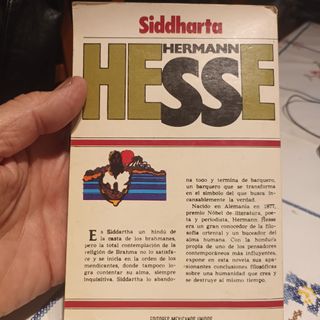 Siddharta
HERMANN
HESSE
Es Siddartha un hindú de
la casta de los brahmanes,
pero la total contemplación de la
religión de Brahma no lo satisfa-
ce y se inicia en la orden de los
mendicantes, donde tampoco lo-
gra contentar su alma, siempre
inquisitiva. Siddharta lo abando-
na todo y termina de barquero,
un barquero que se transforma
en el símbolo del que busca in-
cansablemente la verdad.
Nacido en Alemania en 1877,
premio Nóbel de literatura, poe-
ta y periodista, Hermann Hesse
era un gran conocedor de la filo-
sofía oriental y un buceador del
alma humana. Con la hondura
propia de uno de los pensadores
contemporáneos más influyentes,
expone en esta novela sus apa-
sionantes conclusiones filosóficas
sobre una humanidad que crea y
se destruye al mismo tiempo.
EDITORES MEXICANOS UNIDOS